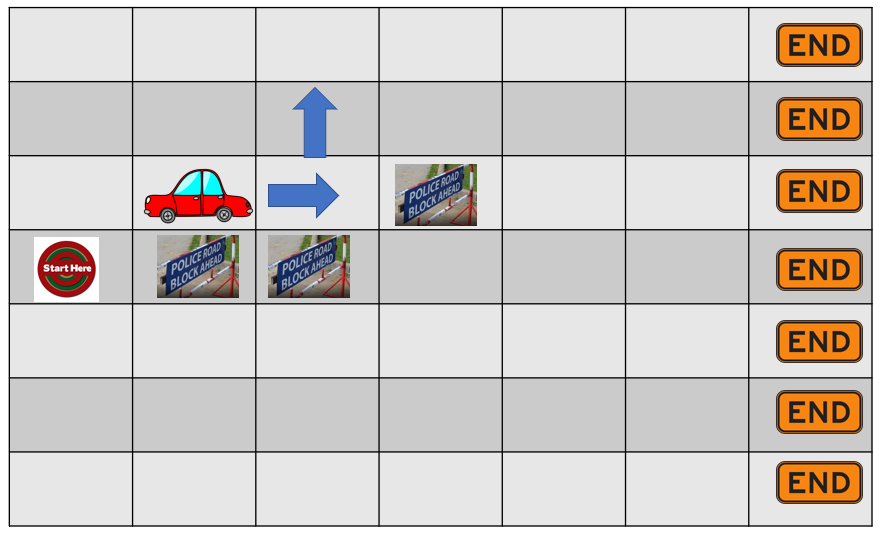 END
END
POLICE ROAD
BLOCK AHEAD
END
Start Here
POLICE ROAD
BLOCK AHEAD
POLICE ROAD
BLOCK AHEAD
END
END
END
END